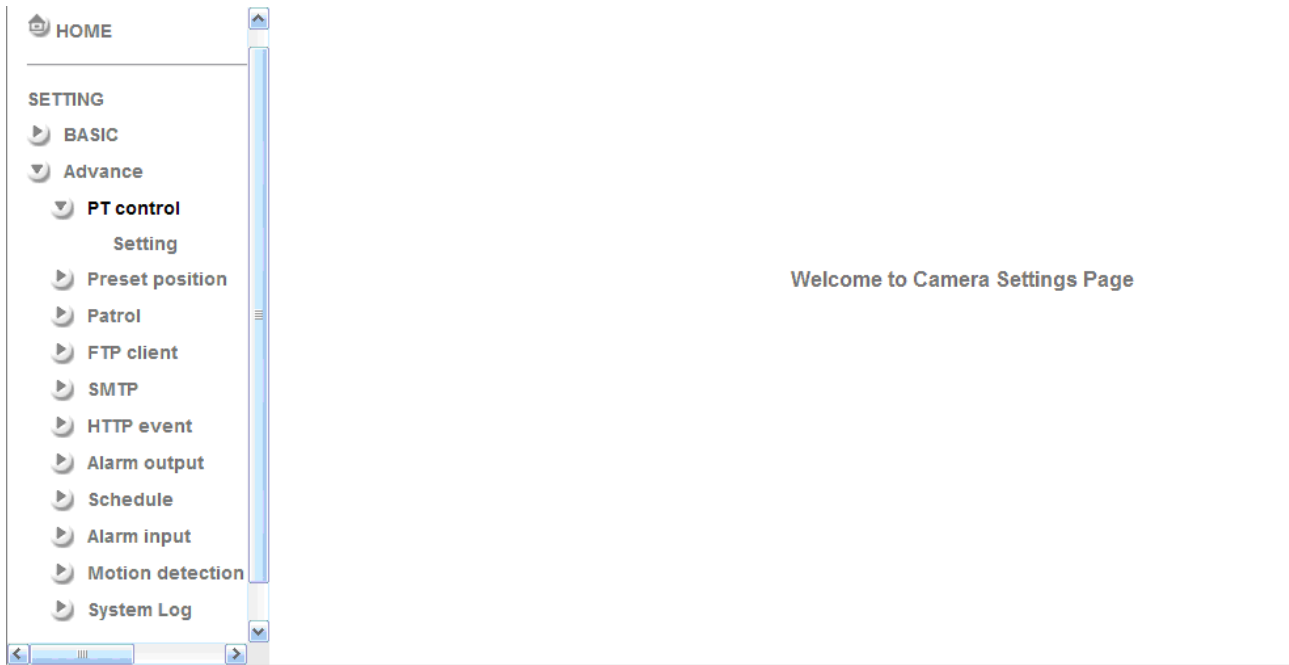 HOME
SETTING
BASIC
Advance
PT control
Setting
Preset position
Patrol
FTP client
SMTP
HTTP event
Alarm output
Schedule
Alarm input
Motion detection
System Log
Welcome to Camera Settings Page